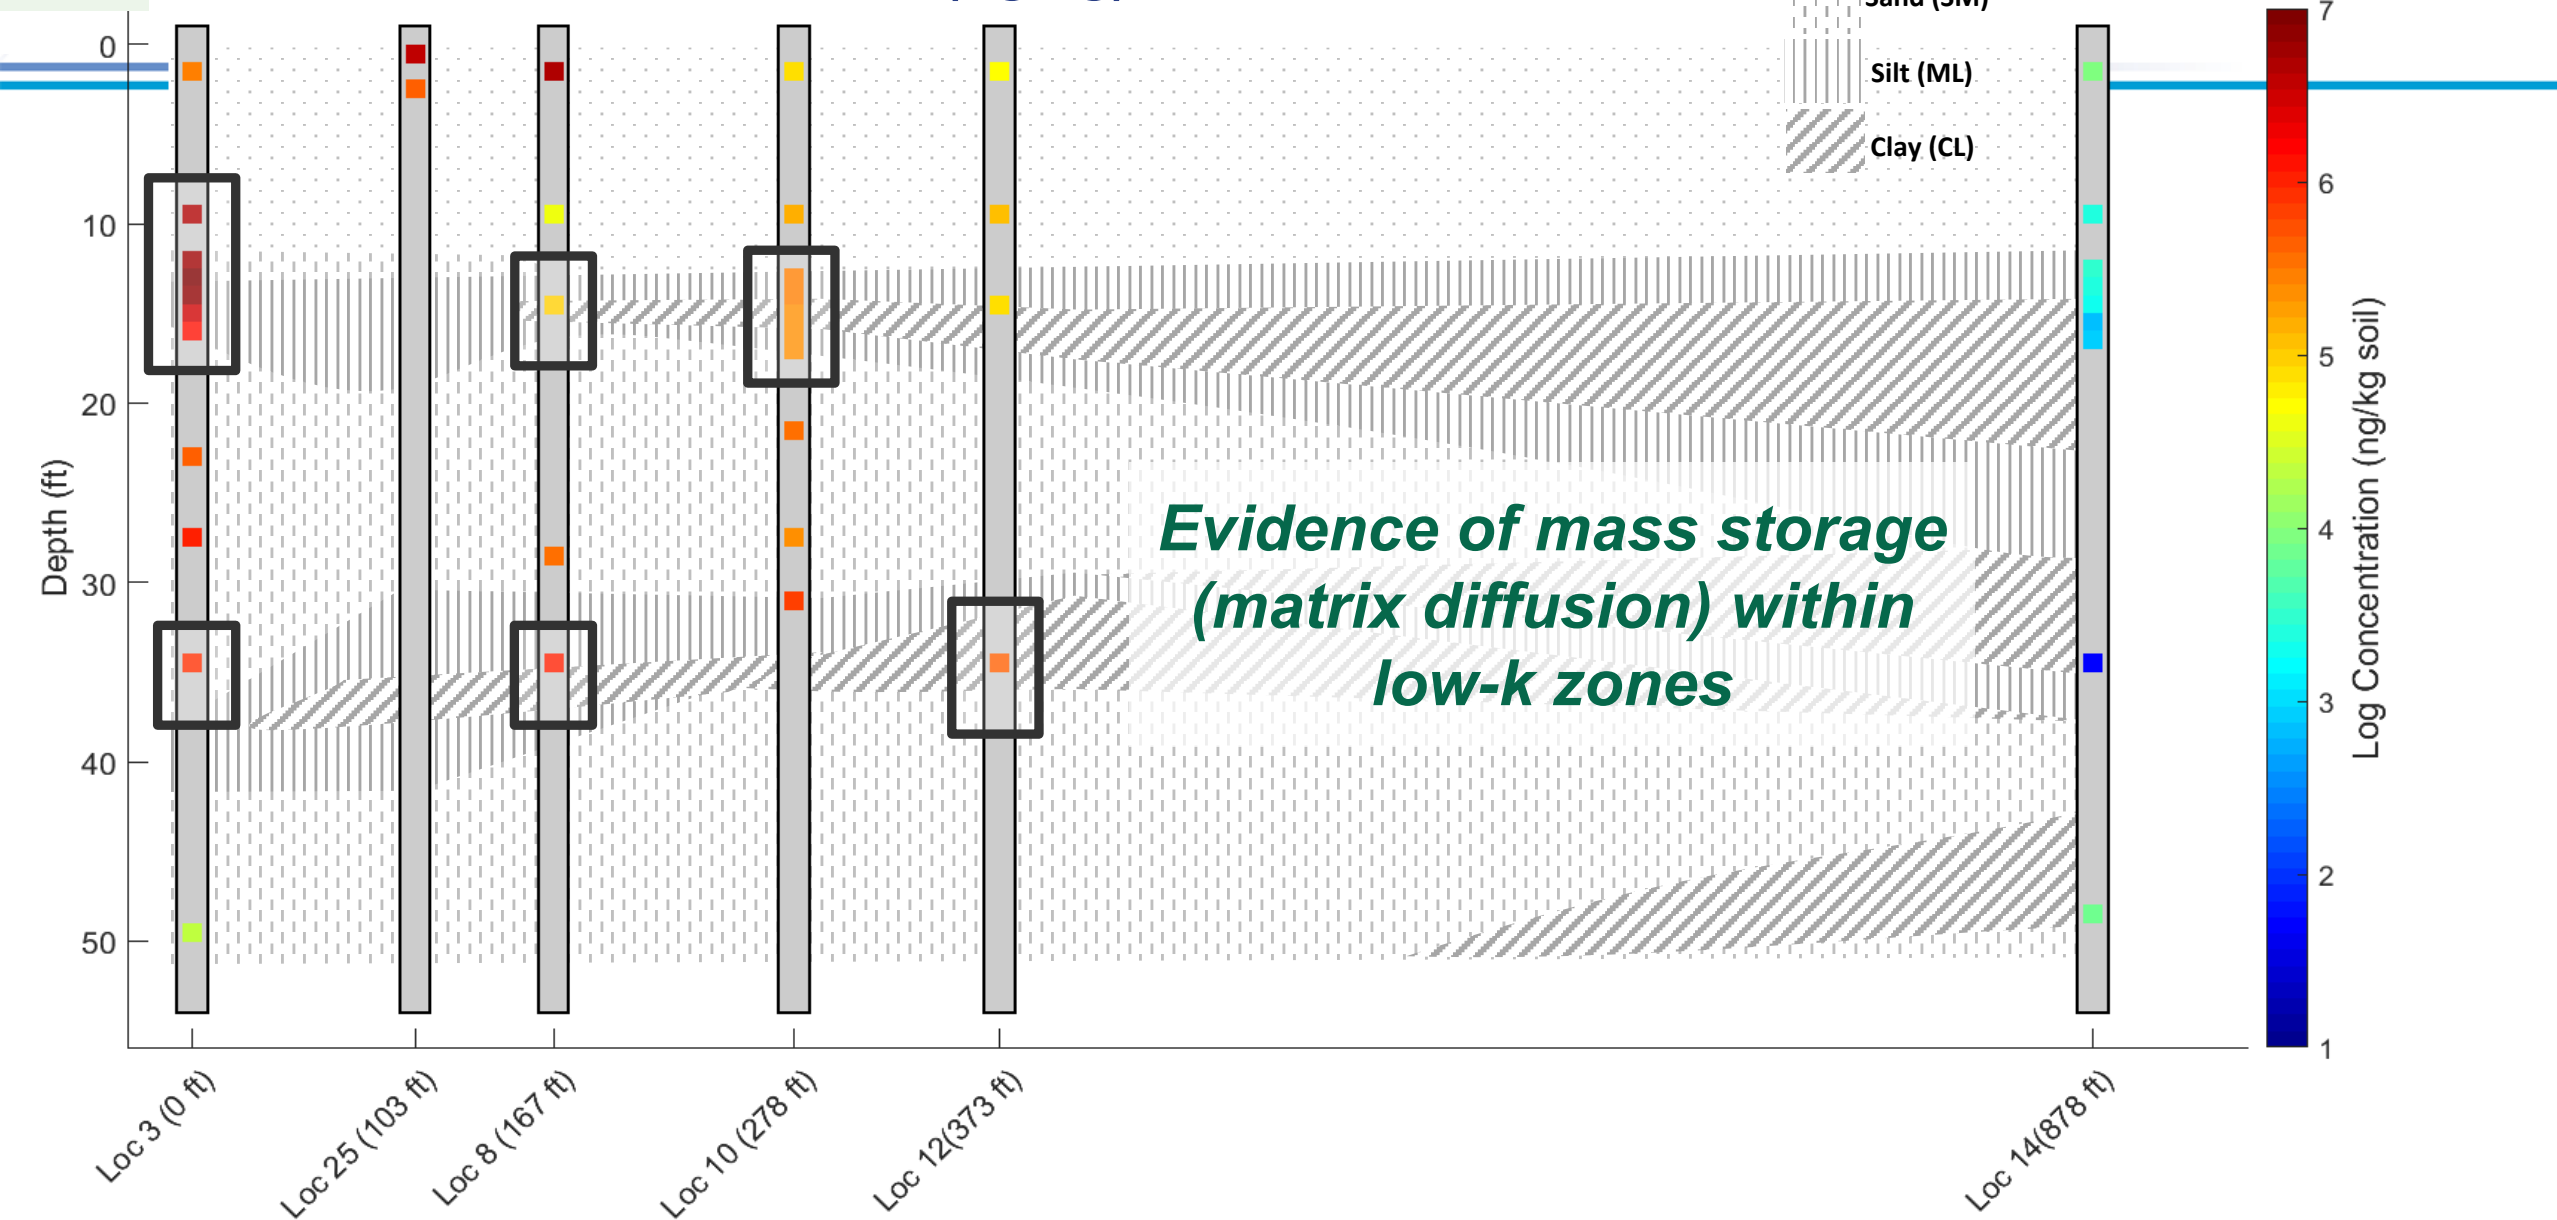 Sand (SM)
Silt (ML)
Clay (CL)
0
10
20
30
40
50
Depth (ft)
Evidence of mass storage
(matrix diffusion) within
low-k zones
7
6
5
4
3
2
1
Log Concentration (ng/kg soil)
Loc 3 (0 ft)
Loc 25 (103 ft)
Loc 8 (167 ft)
Loc 10 (278 ft)
Loc 12(373 ft)
Loc 14(878 ft)